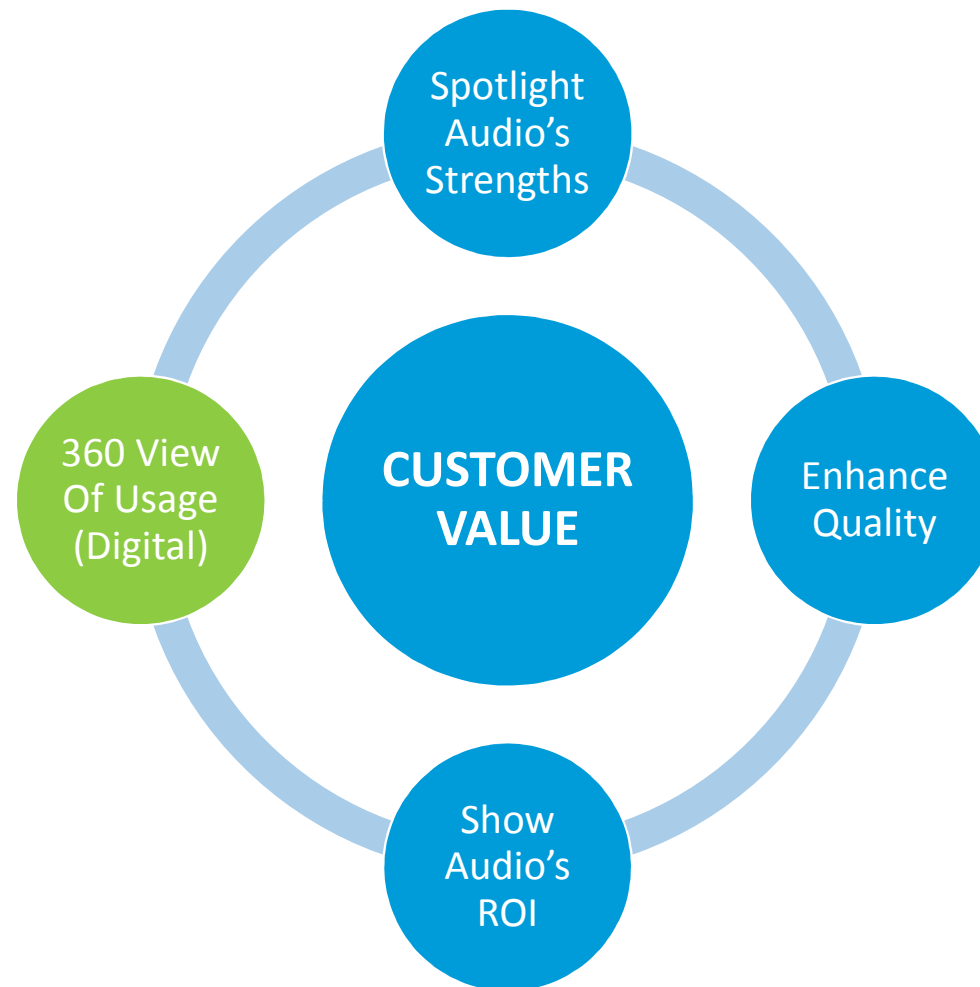 Spotlight
Audio’s
Strengths
360 View
Of Usage
(Digital)
CUSTOMER
VALUE
Enhance
Quality
Show
Audio’s
ROI